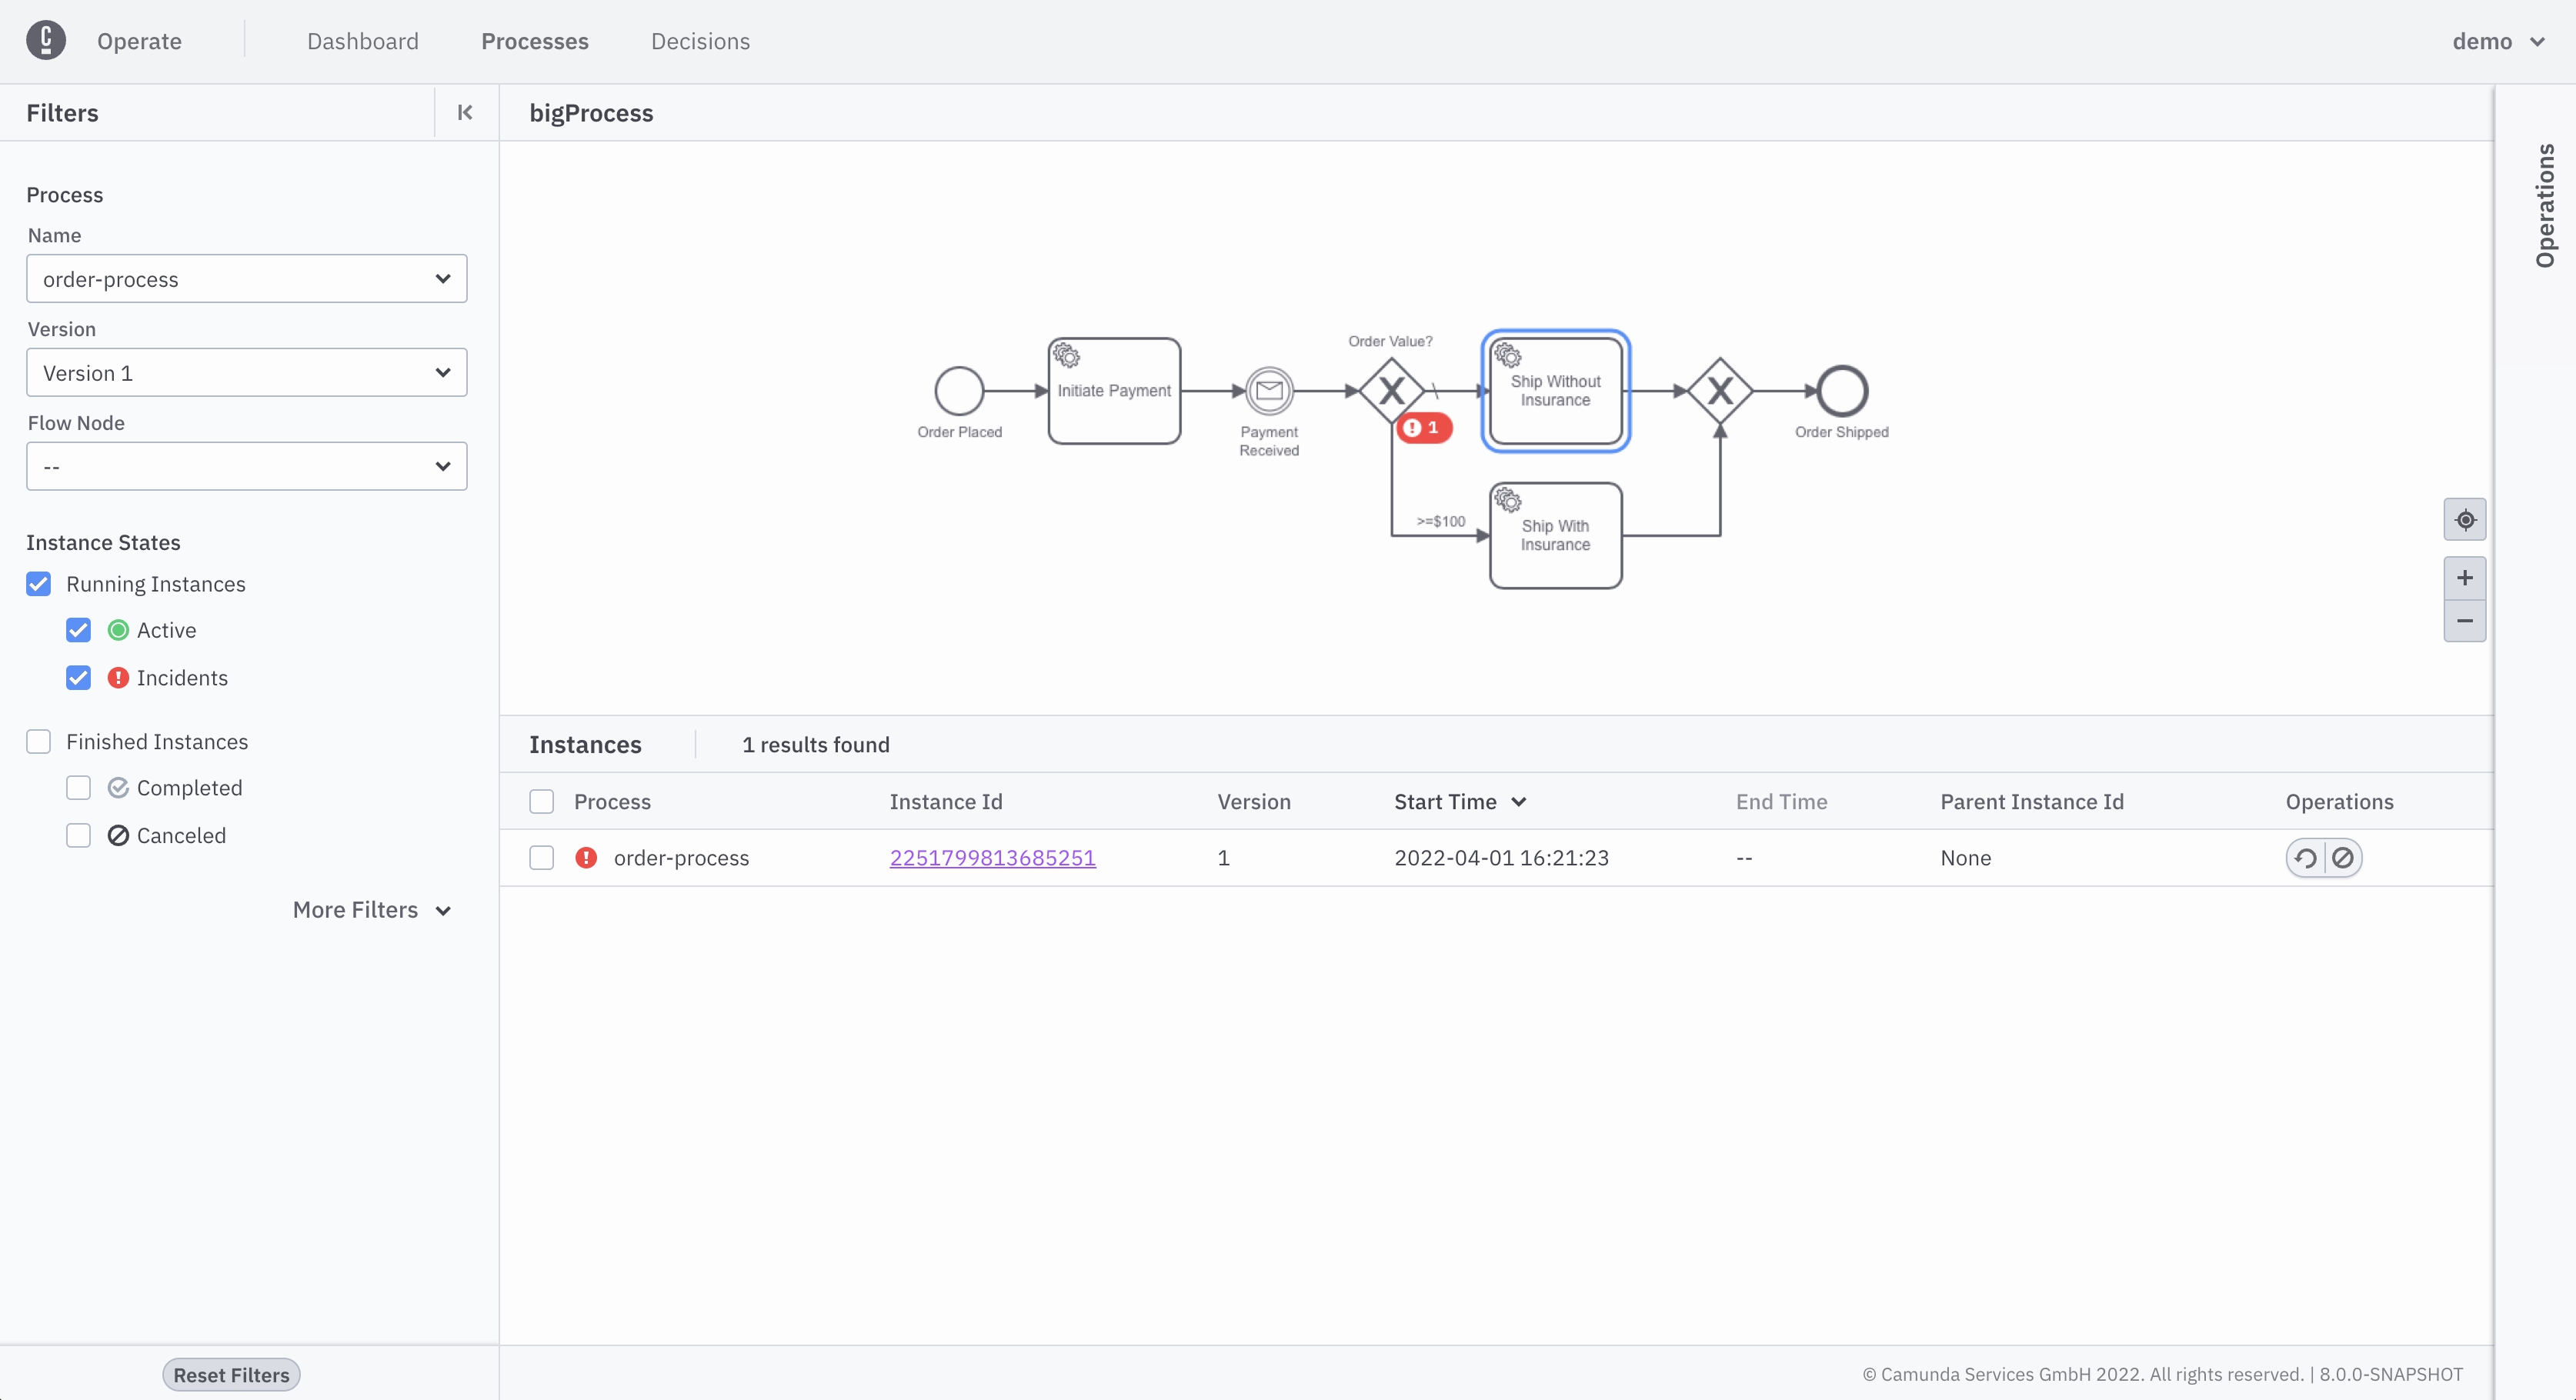 Operate
Dashboard
Processes
Decisions
demo
Filters
bigProcess
Operations
Process
Name
order-process
Version
Version 1
Flow Node
--
Instance States
Running Instances
Active
Incidents
Finished Instances
Completed
Canceled
More Filters
Reset Filters
Order Placed
Initiate Payment
Payment
Received
Order Value?
1
Ship Without
Insurance
>=$100
Ship With
Insurance
Order Shipped
Instances
1 results found
Process Instance Id Version Start Time End Time Parent Instance Id Operations
order-process 2251799813685251 1 2022-04-01 16:21:23 -- None
© Camunda Services GmbH 2022. All rights reserved. | 8.0.0-SNAPSHOT